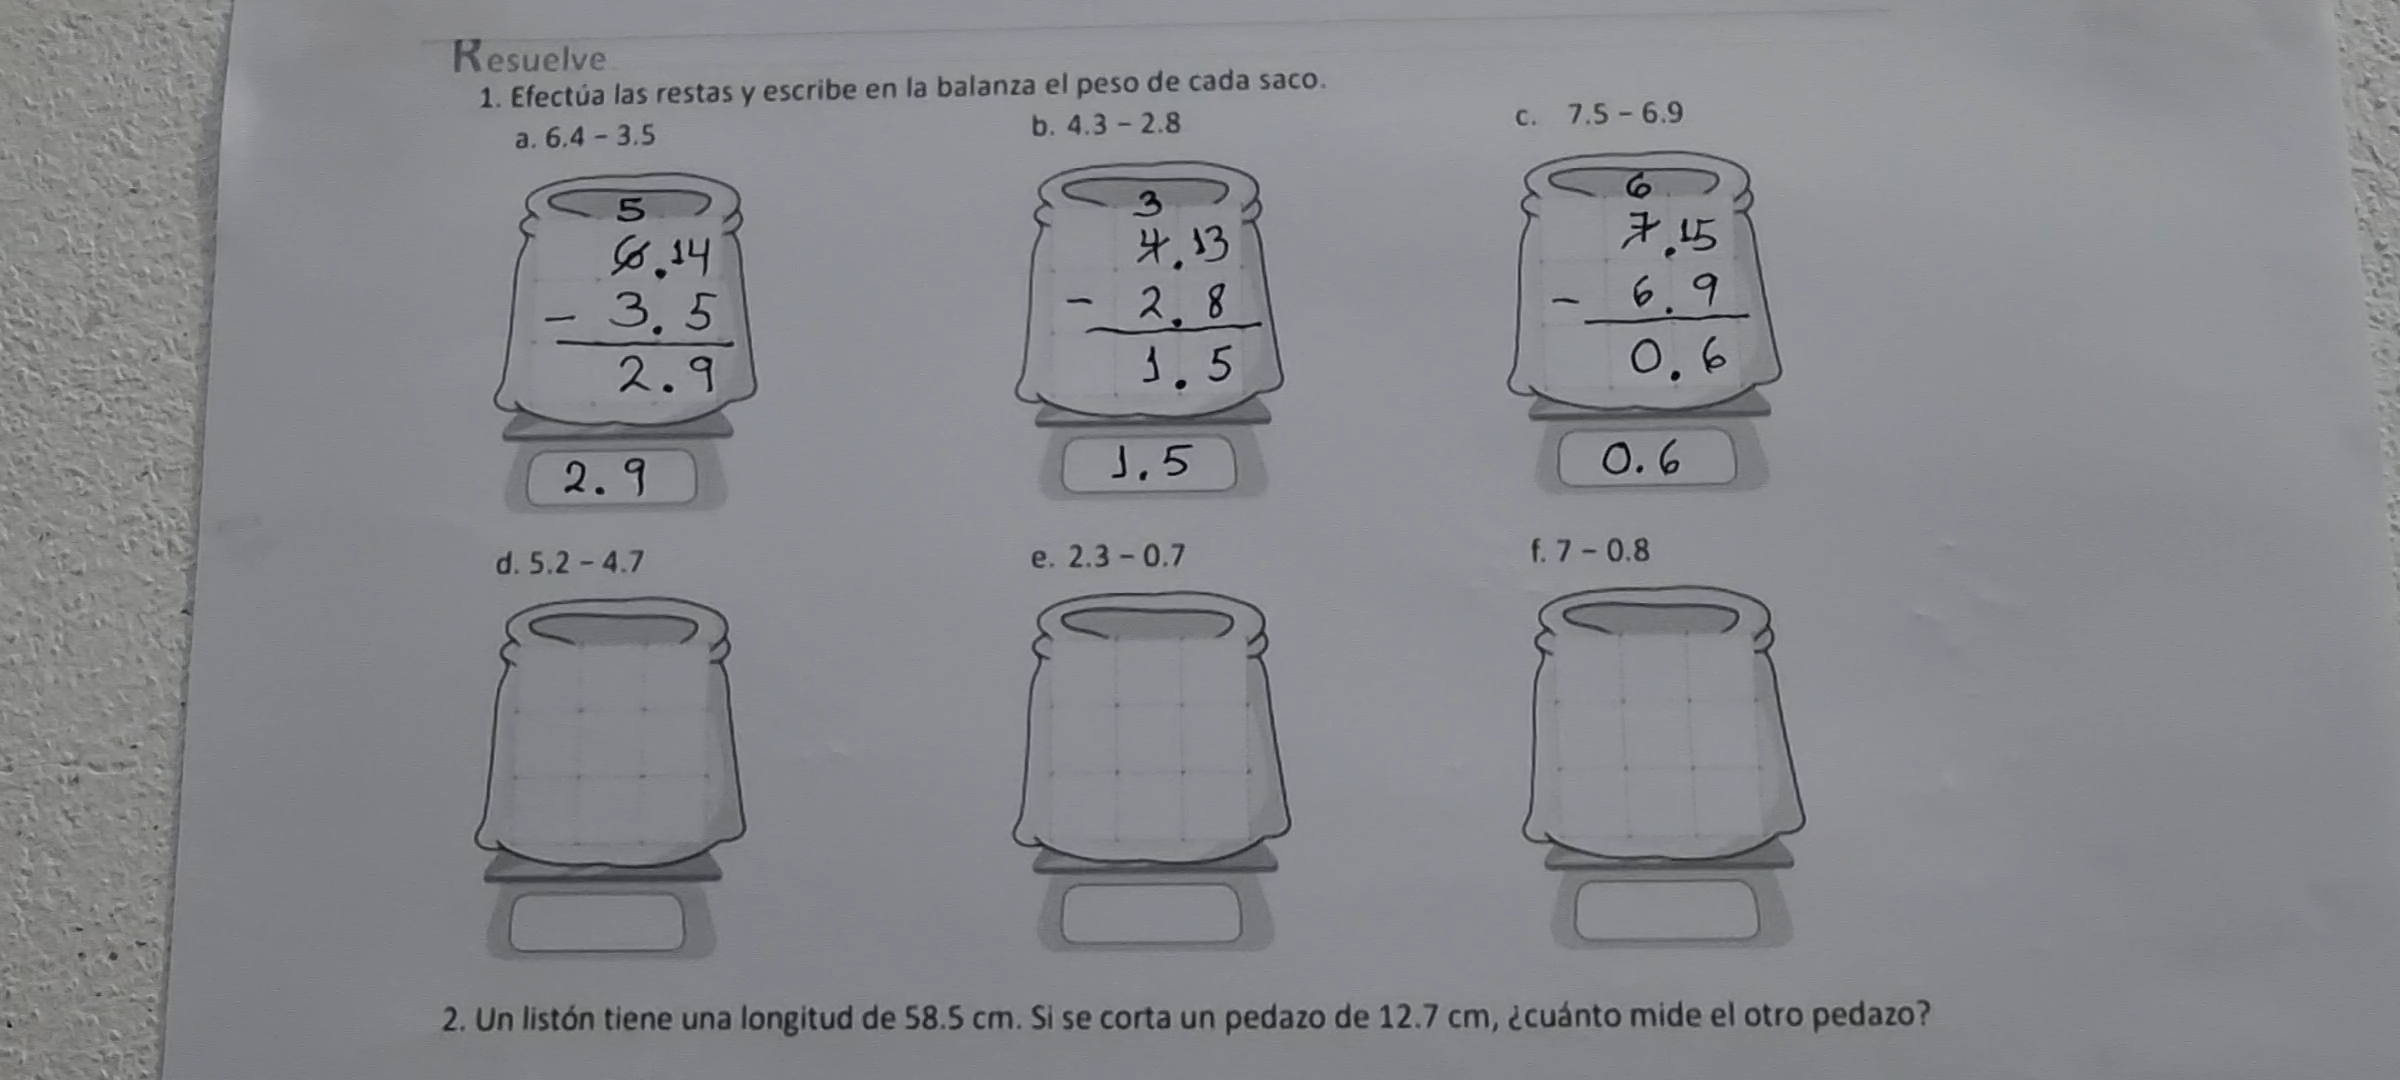 Resuelve
1. Efectúa las restas y escribe en la balanza el peso de cada saco.
a. 6.4 – 3.5
b. 4.3 – 2.8
c. 7.5 – 6.9
5
6.14
– 3.5
2.9
2.9
3
4.13
– 2.8
1.5
1.5
6
7.15
– 6.9
0.6
0.6
d. 5.2 – 4.7
e. 2.3 – 0.7
f. 7 – 0.8
2. Un listón tiene una longitud de 58.5 cm. Si se corta un pedazo de 12.7 cm, ¿cuánto mide el otro pedazo?